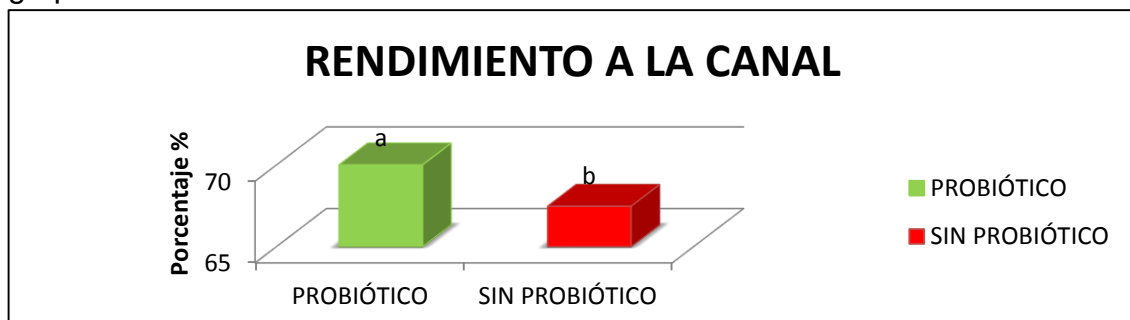 RENDIMIENTO A LA CANAL
Porcentaje %
70
65
a
b
PROBIÓTICO
SIN PROBIÓTICO
PROBIÓTICO
SIN PROBIÓTICO